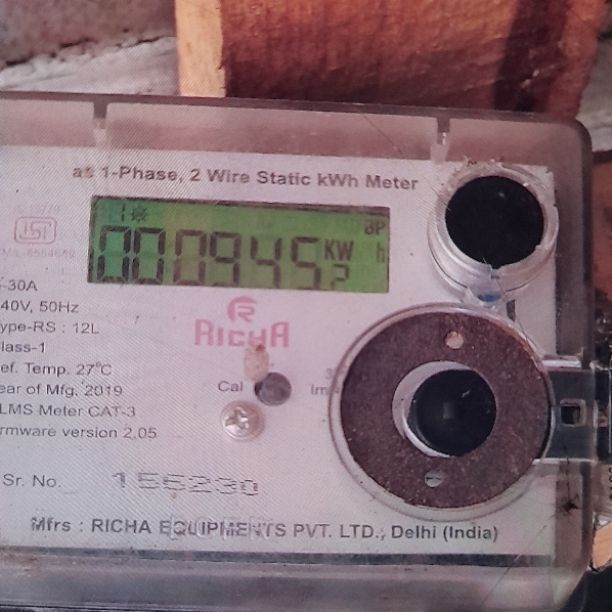 1-Phase, 2 Wire Static kWh Meter
000945 KW h
RICHA
-30A
40V, 50Hz
ype-RS : 12L
lass-1
ef. Temp. 27°C
ear of Mfg. 2019
LMS Meter CAT-3
rmware version 2.05
Cal
Sr. No. 156230
Mfrs : RICHA EQUIPMENTS PVT. LTD., Delhi (India)